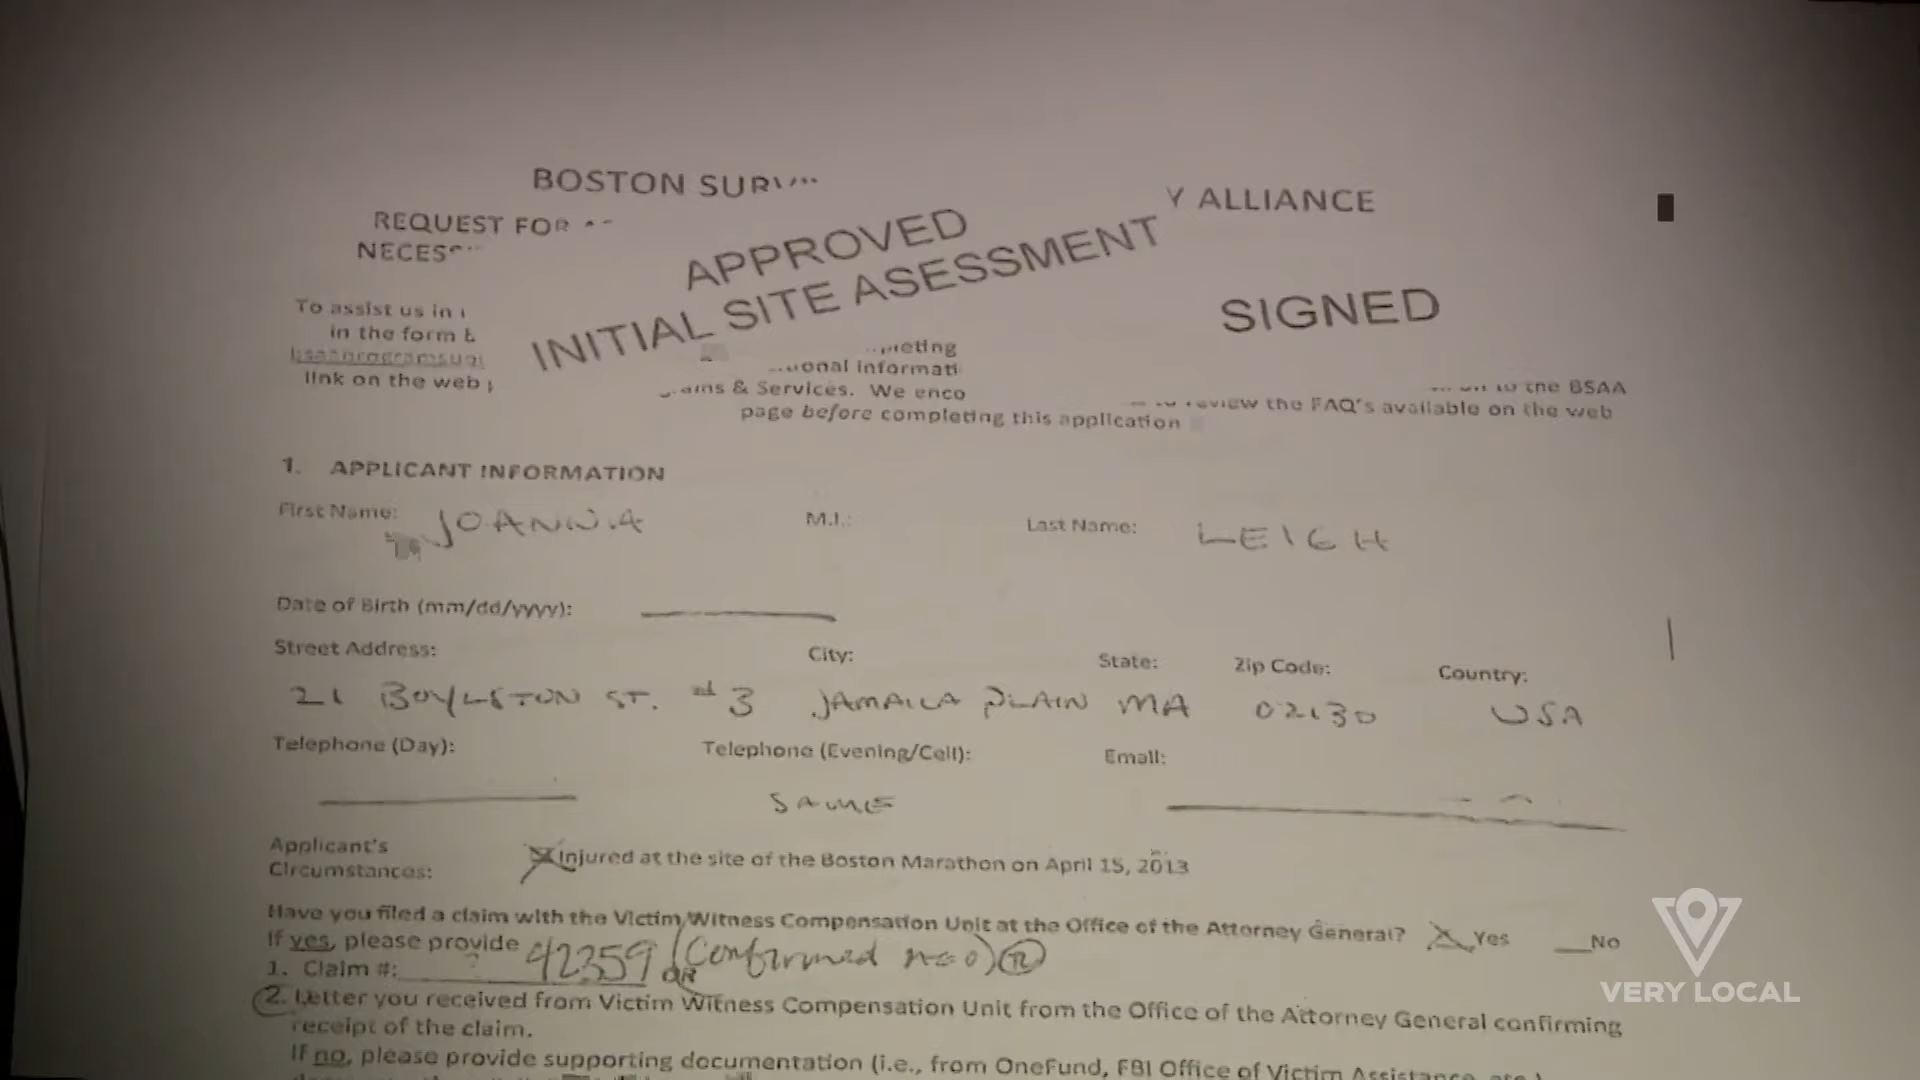 BOSTON SURV
Y ALLIANCE
REQUEST FOR
NECES
APPROVED
INITIAL SITE ASESSMENT
SIGNED
To assist us in
in the form
link on the web
onal informati
& Services. We enco
to the BSAA
the FAQ's available on the web
page before completing this application
1. APPLICANT INFORMATION
First Name: JOANNA M.I.: Last Name: LEIGH
Date of Birth (mm/dd/yyyy):
Street Address: City: State: Zip Code: Country:
21 BOYLSTON ST. #3 JAMAICA PLAIN MA 02130 USA
Telephone (Day): Telephone (Evening/Cell): Email:
SAME
Applicant's
Circumstances:
Injured at the site of the Boston Marathon on April 15, 2013
Have you filed a claim with the Victim/Witness Compensation Unit at the Office of the Attorney General? X Yes __No
If yes, please provide
1. Claim #: 42359 (Confirmed OR
2. Letter you received from Victim Witness Compensation Unit from the Office of the Attorney General confirming
receipt of the claim.
If no, please provide supporting documentation (i.e., from OneFund, FBI Office of Victim Assistance, etc.)
VERY LOCAL